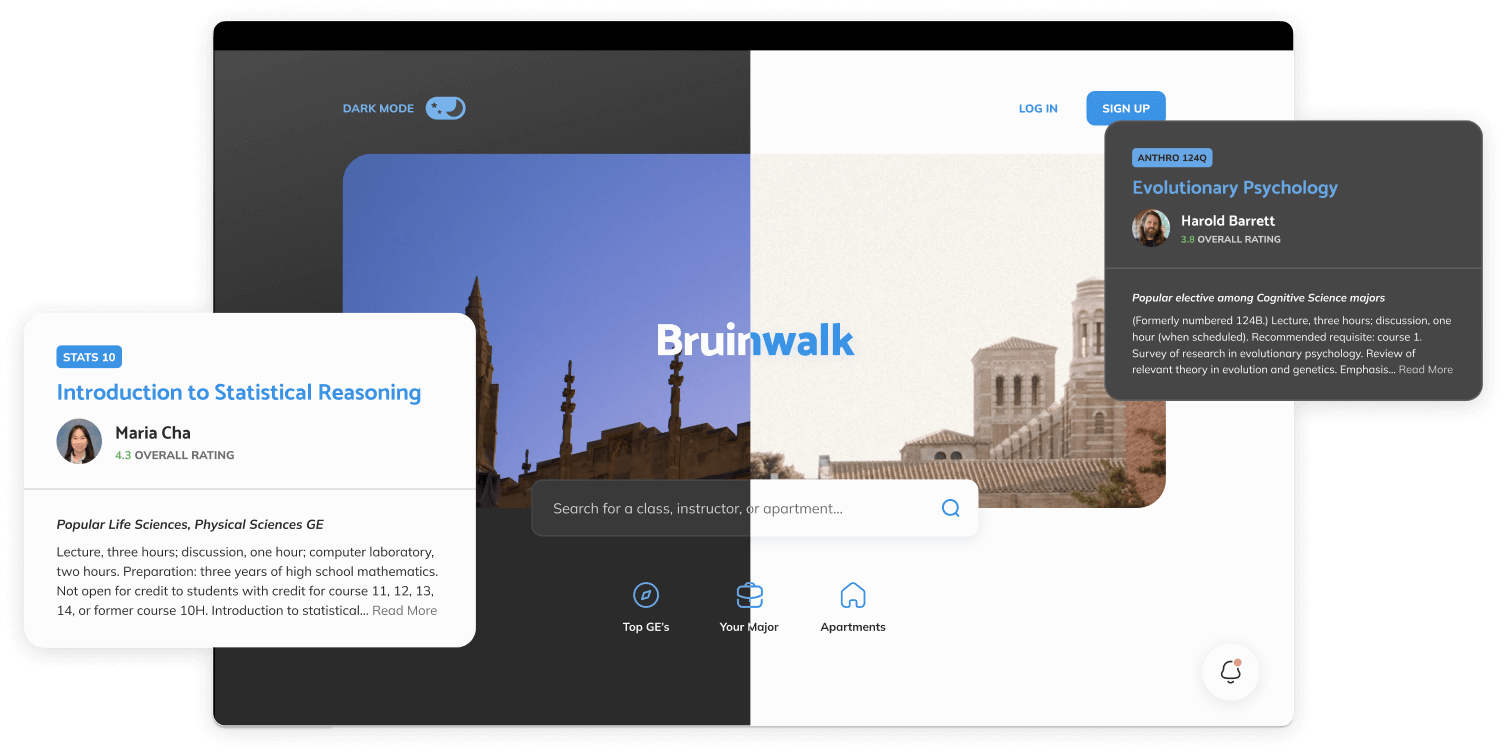 DARK MODE
LOG IN
SIGN UP
ANTHRO 124Q
Evolutionary Psychology
Harold Barrett
3.8 OVERALL RATING
Popular elective among Cognitive Science majors
(Formerly numbered 124B.) Lecture, three hours; discussion, one
hour (when scheduled). Recommended requisite: course 1.
Survey of research in evolutionary psychology. Review of
relevant theory in evolution and genetics. Emphasis... Read More
Bruinwalk
STATS 10
Introduction to Statistical Reasoning
Maria Cha
4.3 OVERALL RATING
Popular Life Sciences, Physical Sciences GE
Lecture, three hours; discussion, one hour; computer laboratory,
two hours. Preparation: three years of high school mathematics.
Not open for credit to students with credit for course 11, 12, 13,
14, or former course 10H. Introduction to statistical... Read More
Search for a class, instructor, or apartment...
Top GE's
Your Major
Apartments